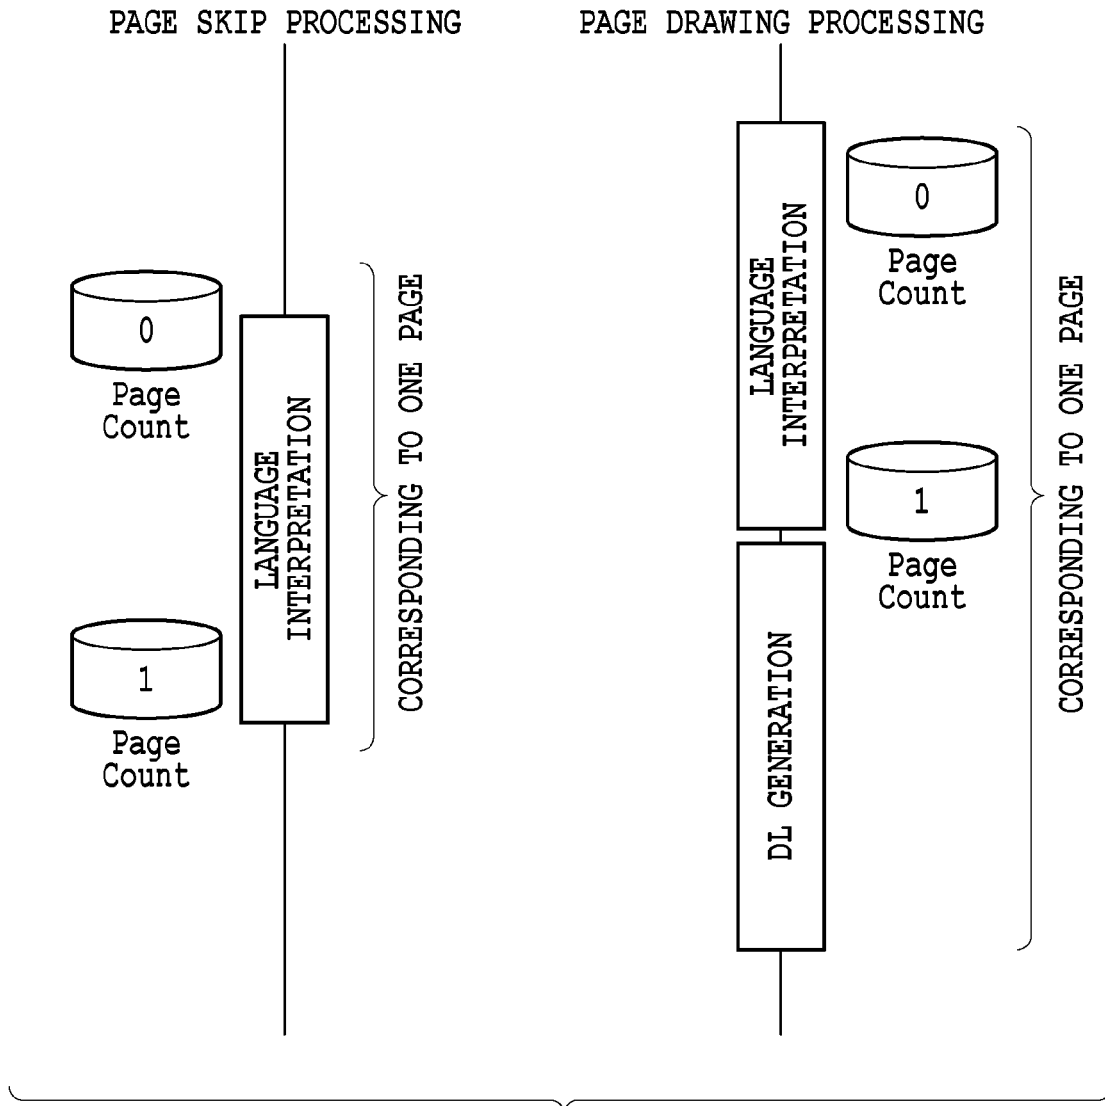 PAGE SKIP PROCESSING
0
Page
Count
1
Page
Count
LANGUAGE
INTERPRETATION
CORRESPONDING TO ONE PAGE
PAGE DRAWING PROCESSING
LANGUAGE
INTERPRETATION
0
Page
Count
1
Page
Count
DL GENERATION
CORRESPONDING TO ONE PAGE